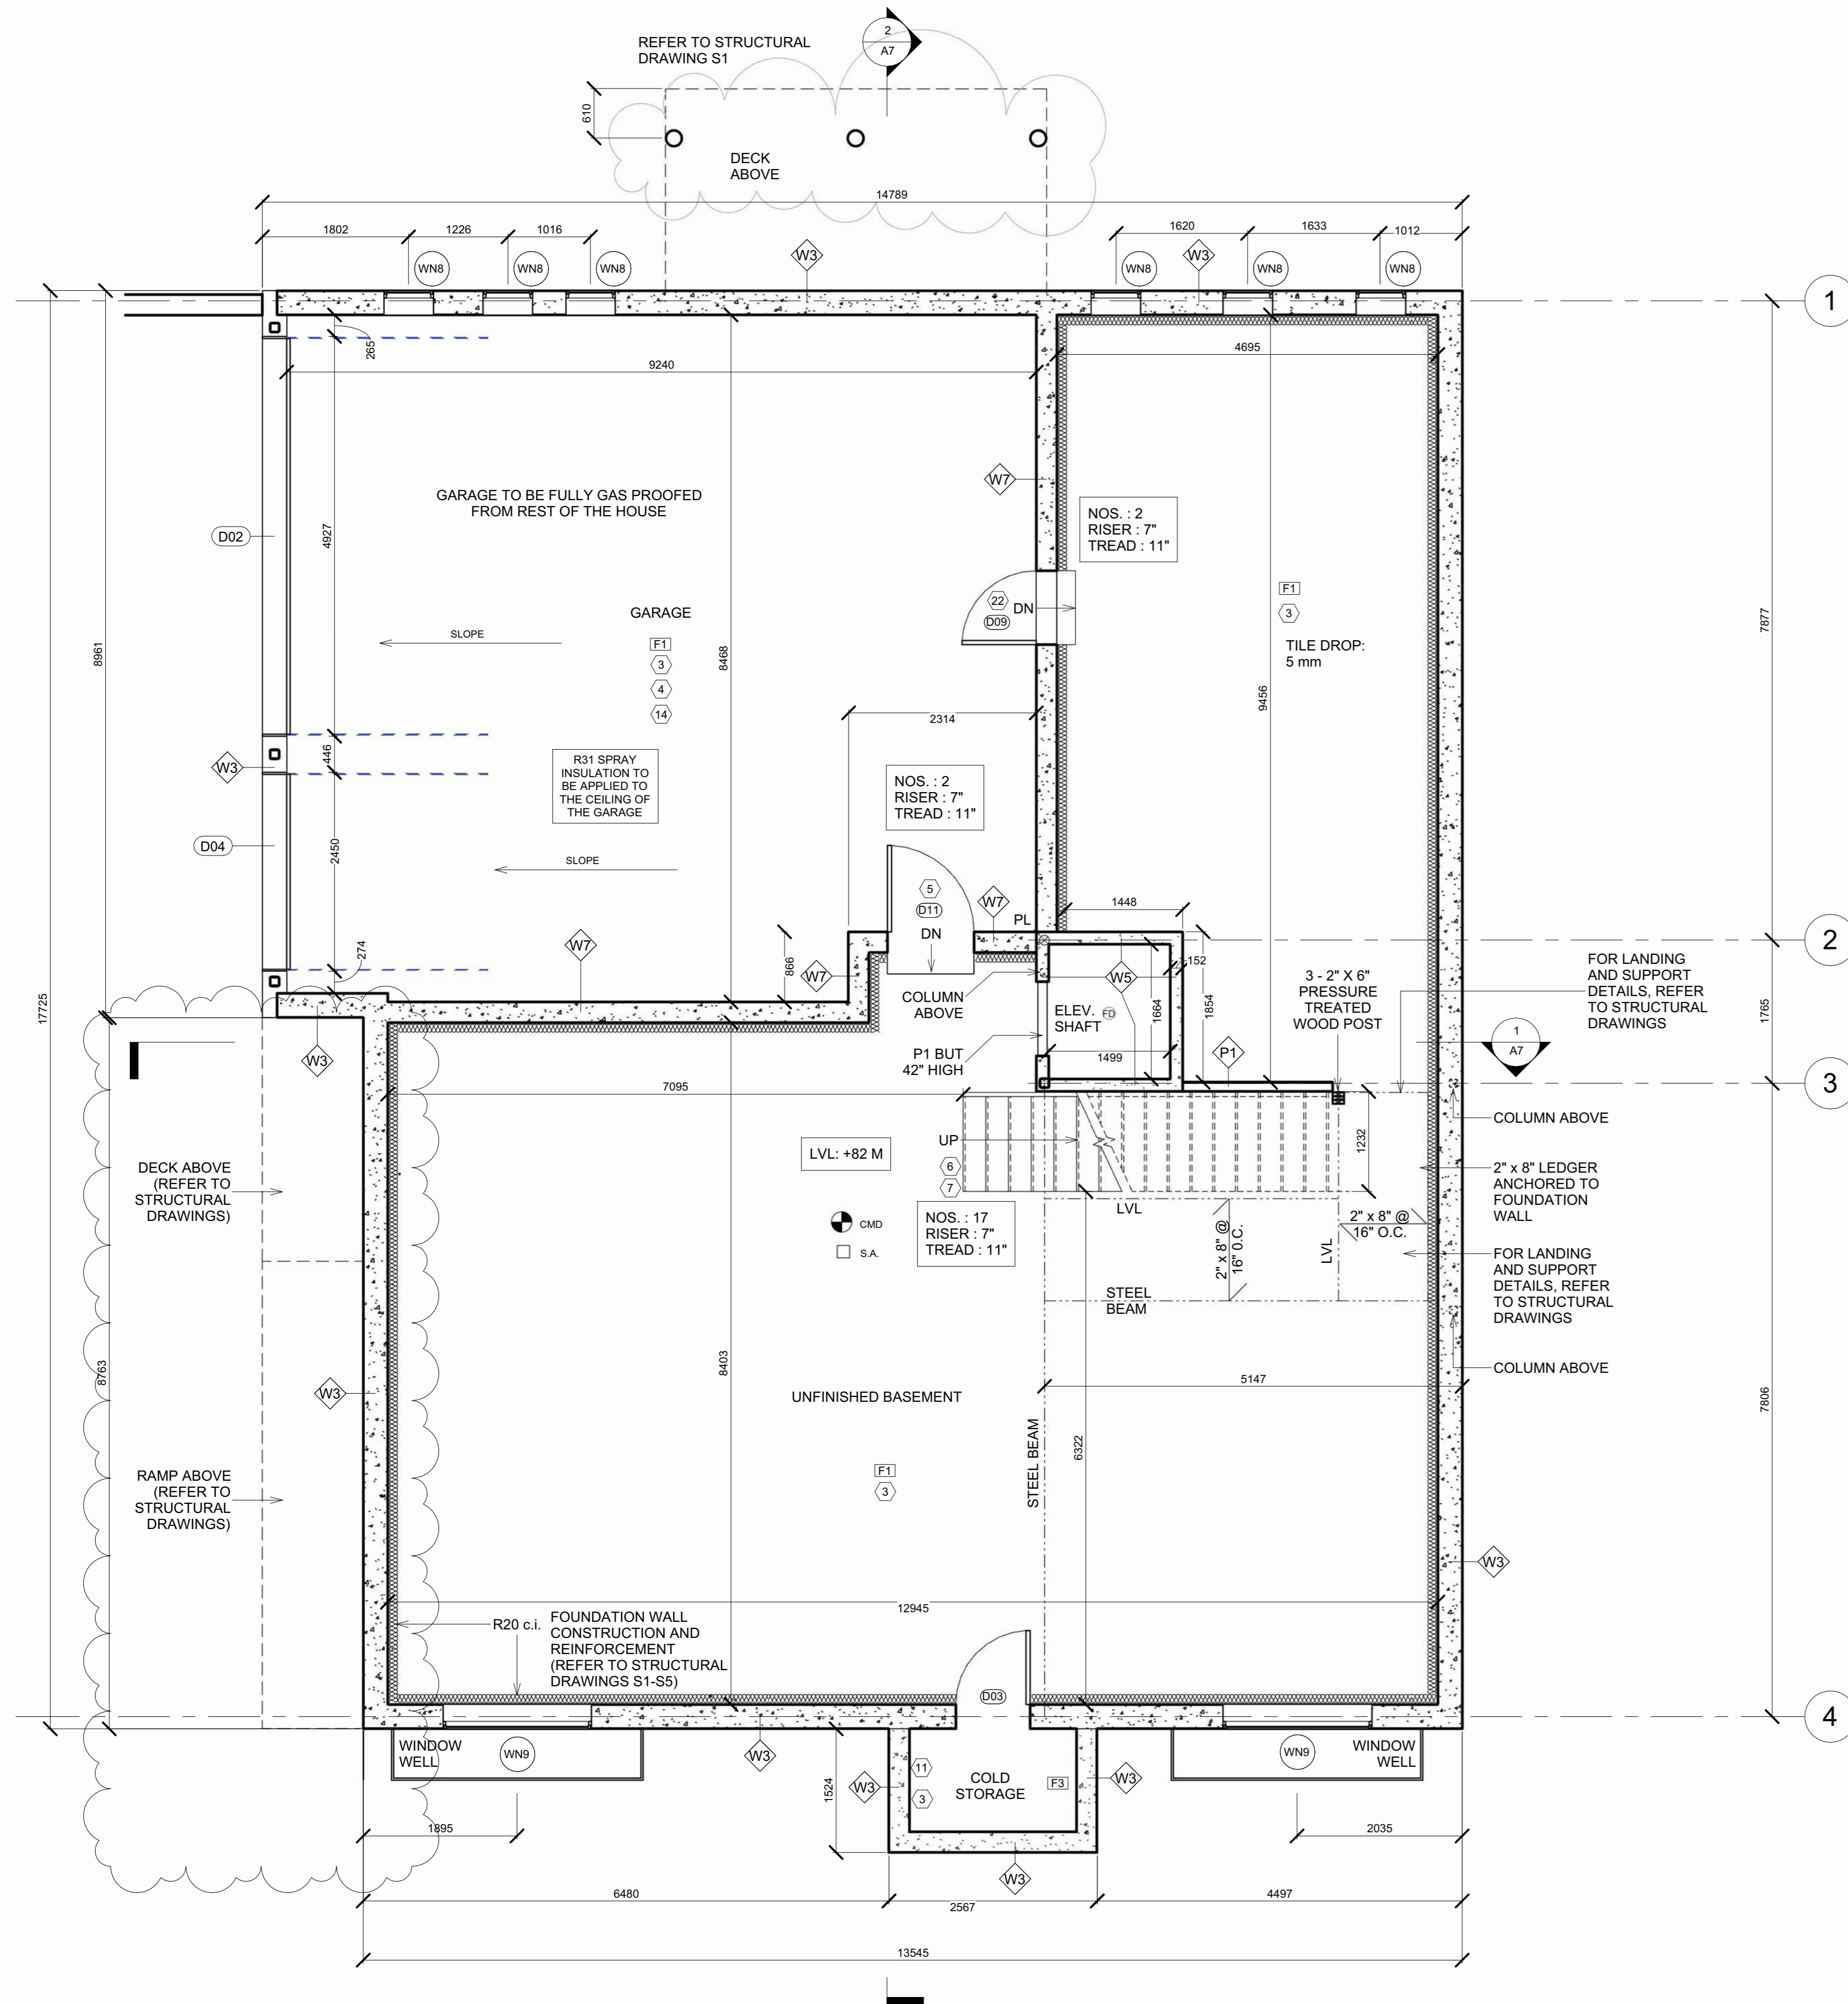 2
A7
REFER TO STRUCTURAL
DRAWING S1
610
DECK
ABOVE
14789
1802
1226
1016
1620
1633
1012
WN8
WN8
WN8
W3
WN8
W3
WN8
WN8
1
265
9240
4695
GARAGE TO BE FULLY GAS PROOFED
FROM REST OF THE HOUSE
W7
NOS. : 2
RISER : 7"
TREAD : 11"
D02
4927
8961
17725
GARAGE
SLOPE
F1
3
4
14
8468
22
DN
D09
F1
3
TILE DROP:
5 mm
7877
9456
2314
446
W3
R31 SPRAY
INSULATION TO
BE APPLIED TO
THE CEILING OF
THE GARAGE
NOS. : 2
RISER : 7"
TREAD : 11"
D04
2450
SLOPE
5
D11
DN
W7
PL
1448
2
274
W7
866
W7
COLUMN
ABOVE
W5
152
ELEV.
SHAFT
FD
1664
1854
1499
P1 BUT
42" HIGH
P1
3 - 2" X 6"
PRESSURE
TREATED
WOOD POST
FOR LANDING
AND SUPPORT
DETAILS, REFER
TO STRUCTURAL
DRAWINGS
1765
1
A7
W3
3
7095
COLUMN ABOVE
UP
6
7
LVL: +82 M
1232
DECK ABOVE
(REFER TO
STRUCTURAL
DRAWINGS)
2" x 8" LEDGER
ANCHORED TO
FOUNDATION
WALL
CMD
S.A.
NOS. : 17
RISER : 7"
TREAD : 11"
LVL
2" x 8" @
16" O.C.
LVL
2" x 8" @
16" O.C.
FOR LANDING
AND SUPPORT
DETAILS, REFER
TO STRUCTURAL
DRAWINGS
STEEL
BEAM
COLUMN ABOVE
8763
8403
5147
W3
UNFINISHED BASEMENT
7806
6322
STEEL BEAM
F1
3
RAMP ABOVE
(REFER TO
STRUCTURAL
DRAWINGS)
W3
12945
R20 c.i.
FOUNDATION WALL
CONSTRUCTION AND
REINFORCEMENT
(REFER TO STRUCTURAL
DRAWINGS S1-S5)
D03
4
WINDOW
WELL
WN9
W3
1524
W3
11
3
COLD
STORAGE
F3
W3
WN9
WINDOW
WELL
1895
2035
W3
6480
2567
4497
13545